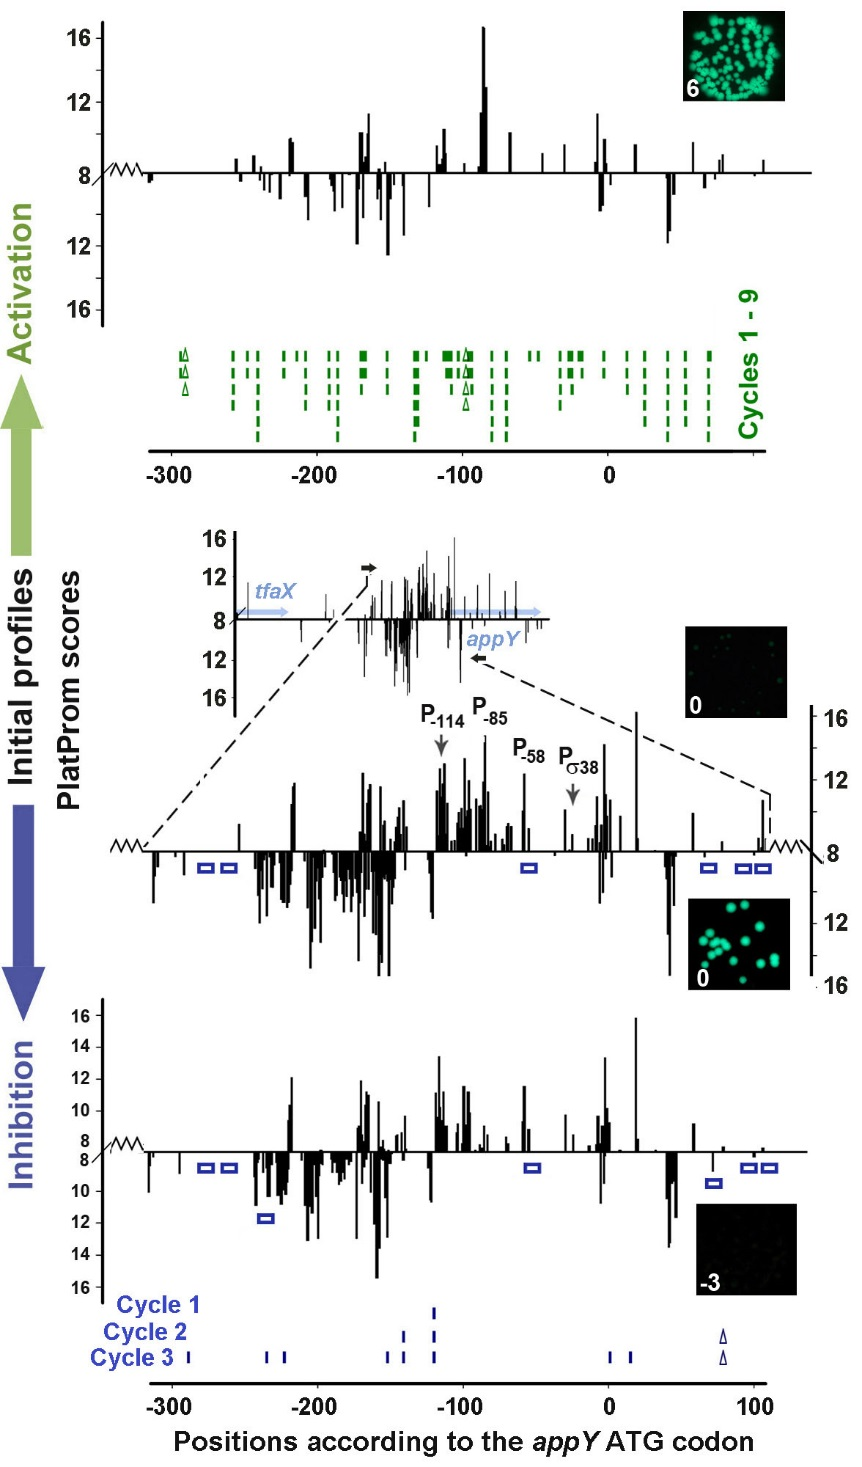 16
12
8
12
16
6
Activation
Cycles 1 - 9
-300 -200 -100 0
Initial profiles
PlatProm scores
16
12
8
12
16
tfaX
appY
0
P-114
P-85
P-58
Pσ38
16
12
8
12
16
0
Inhibition
16
14
12
10
8
8
10
12
14
16
-3
Cycle 1
Cycle 2
Cycle 3
-300 -200 -100 0 100
Positions according to the appY ATG codon